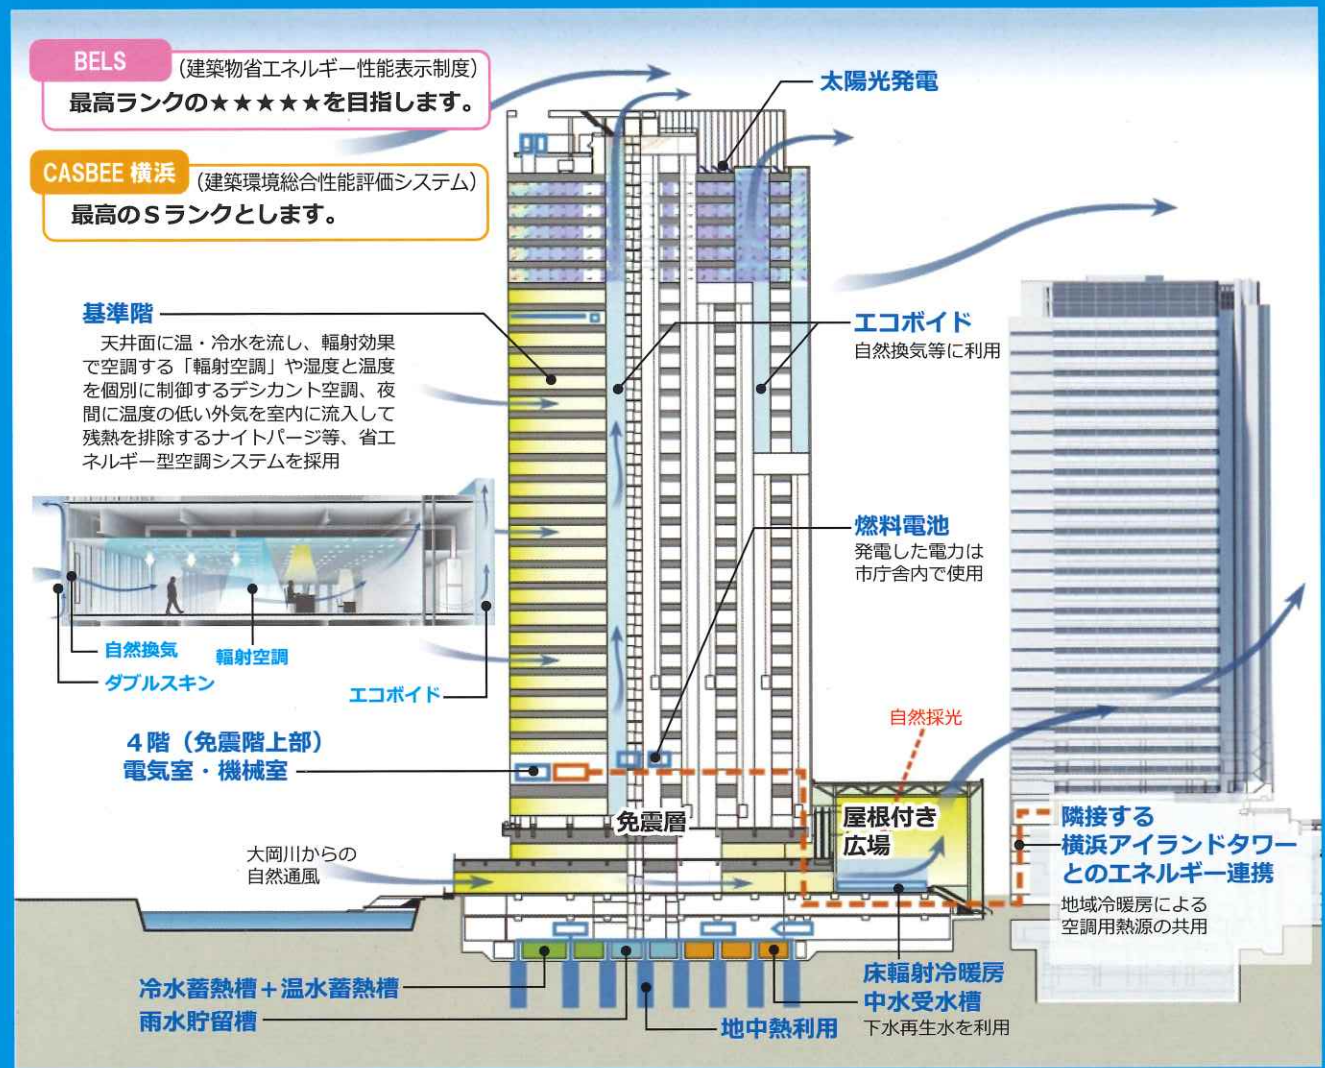 BELS (建築物省エネルギー性能表示制度)
最高ランクの★★★★★を目指します。
CASBEE 横浜 (建築環境総合性能評価システム)
最高のSランクとします。
太陽光発電
基準階
天井面に温・冷水を流し、輻射効果
で空調する「輻射空調」や湿度と温度
を個別に制御するデシカント空調、夜
間に温度の低い外気を室内に流入して
残熱を排除するナイトパージ等、省エ
ネルギー型空調システムを採用
エコボイド
自然換気等に利用
燃料電池
発電した電力は
市庁舎内で使用
自然換気
輻射空調
ダブルスキン
エコボイド
4階（免震階上部）
電気室・機械室
自然採光
免震層
屋根付き
広場
隣接する
横浜アイランドタワー
とのエネルギー連携
地域冷暖房による
空調用熱源の共用
大岡川からの
自然通風
冷水蓄熱槽＋温水蓄熱槽
雨水貯留槽
地中熱利用
床輻射冷暖房
中水受水槽
下水再生水を利用